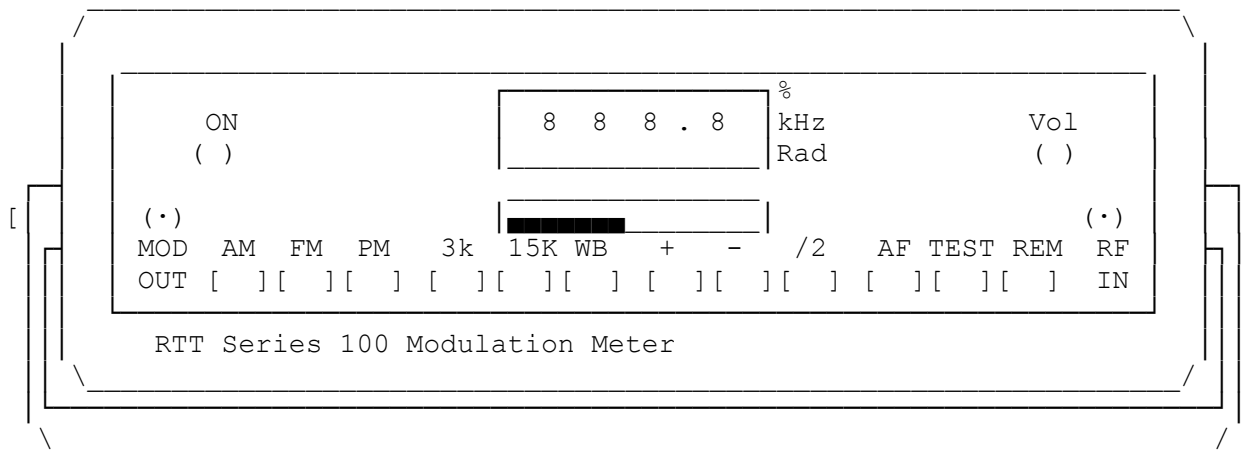 %
ON 8 8 8 . 8 kHz Vol
( ) Rad ( )
[ (·) (·)
MOD AM FM PM 3k 15K WB + - /2 AF TEST REM RF
OUT [ ][ ][ ] [ ][ ][ ] [ ][ ][ ] [ ][ ][ ] IN
RTT Series 100 Modulation Meter